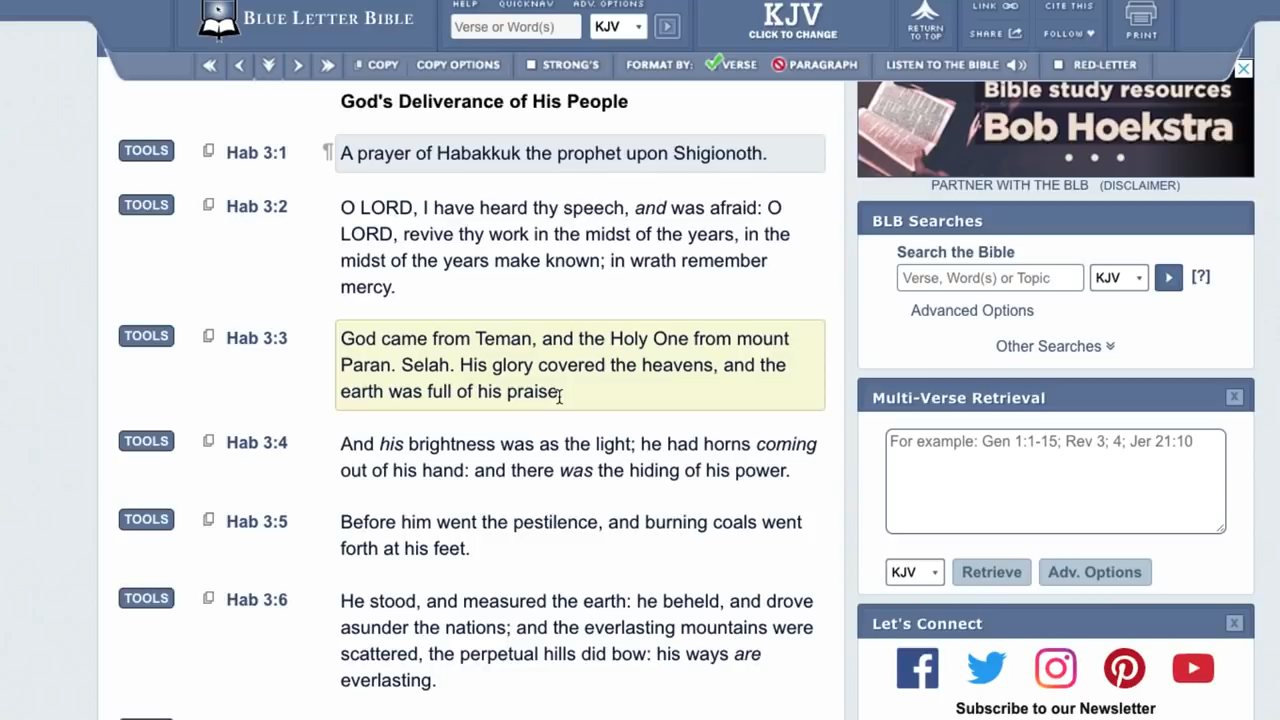 BLUE LETTER BIBLE
HELP QUICKNAV ADV. OPTIONS
Verse or Word(s)
KJV
KJV
CLICK TO CHANGE
RETURN
TO TOP
LINK
CITE THIS
SHARE
FOLLOW
PRINT
COPY
COPY OPTIONS
STRONG'S
FORMAT BY:
VERSE
PARAGRAPH
LISTEN TO THE BIBLE
RED-LETTER
God's Deliverance of His People
TOOLS
Hab 3:1
¶ A prayer of Habakkuk the prophet upon Shigionoth.
TOOLS
Hab 3:2
O LORD, I have heard thy speech, and was afraid: O
LORD, revive thy work in the midst of the years, in the
midst of the years make known; in wrath remember
mercy.
TOOLS
Hab 3:3
God came from Teman, and the Holy One from mount
Paran. Selah. His glory covered the heavens, and the
earth was full of his praise.
TOOLS
Hab 3:4
And his brightness was as the light; he had horns coming
out of his hand: and there was the hiding of his power.
TOOLS
Hab 3:5
Before him went the pestilence, and burning coals went
forth at his feet.
TOOLS
Hab 3:6
He stood, and measured the earth: he beheld, and drove
asunder the nations; and the everlasting mountains were
scattered, the perpetual hills did bow: his ways are
everlasting.
Bible study resources
Bob Hoekstra
PARTNER WITH THE BLB (DISCLAIMER)
BLB Searches
Search the Bible
Verse, Word(s) or Topic
KJV
[?]
Advanced Options
Other Searches
Multi-Verse Retrieval
X
For example: Gen 1:1-15; Rev 3; 4; Jer 21:10
KJV
Retrieve
Adv. Options
Let's Connect
X
Subscribe to our Newsletter